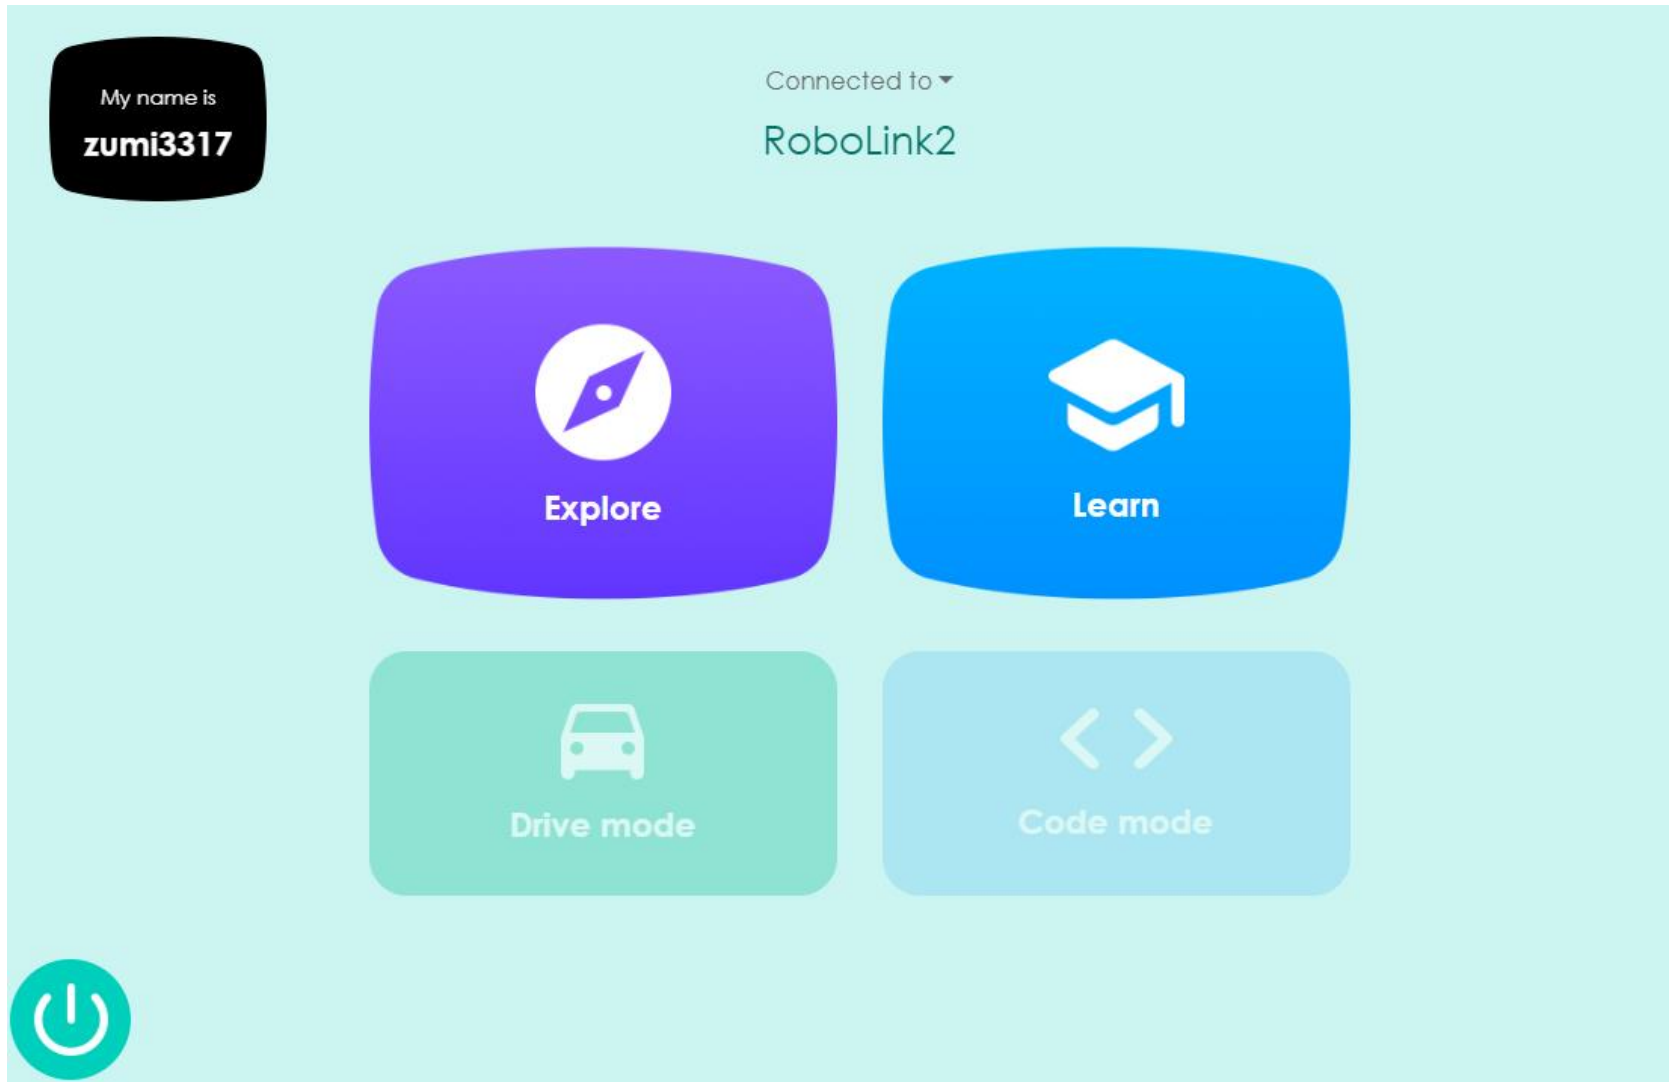 My name is
zumi3317
Connected to
RoboLink2
Explore
Learn
Drive mode
Code mode